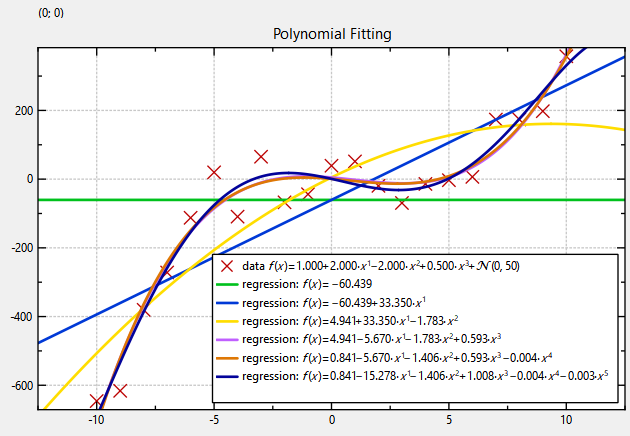 (0; 0)
Polynomial Fitting
200
0
-200
-400
-600
data f(x)=1.000+2.000·x¹−2.000·x²+0.500·x³+𝒩(0, 50)
regression: f(x)= −60.439
regression: f(x)= −60.439+33.350·x¹
regression: f(x)=4.941+33.350·x¹−1.783·x²
regression: f(x)=4.941−5.670·x¹−1.783·x²+0.593·x³
regression: f(x)=0.841−5.670·x¹−1.406·x²+0.593·x³−0.004·x⁴
regression: f(x)=0.841−15.278·x¹−1.406·x²+1.008·x³−0.004·x⁴−0.003·x⁵
-10 -5 0 5 10